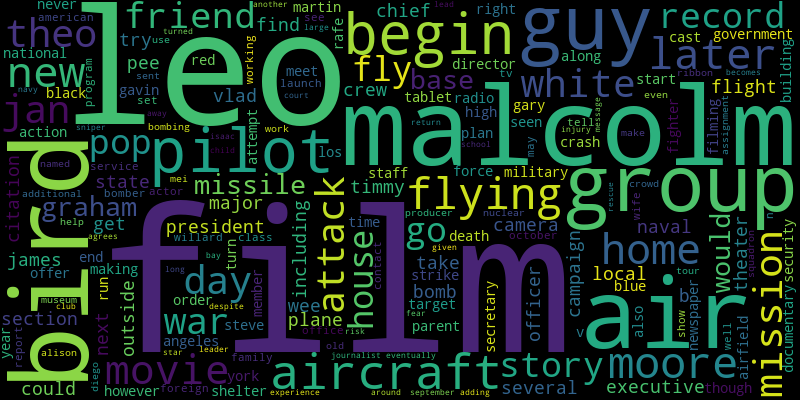 never
american
another
martin
chief
right
friend
find
see
large
rafe
begin
guy
record
cast
government
theo
national
new
try
use
turned
pee
red
working
meet
launch
court
los
along
director
tv
later
flight
start
even
building
gavin
sent
set
vlad
fly
crew
base
white
ribbon
becomes
leo
program
black
navy
away
tablet
radio
gary
high
seen
plan
crash
may
tell
make
injury
message
fighter
filming
assignment
jan
action
sniper
bombing
attempt
work
isaac
child
pilot
malcolm
return
school
citation
named
service
pop
state
mei
actor
missile
staff
force
military
timmy
flying
group
rescue
crowd
wife
additional
bomber
graham
help
agrees
major
president
willard
class
including
attack
time
go
producer
nuclear
camera
death
given
october
naval
n
would
theater
squadron
security
james
get
end
offer
making
outside
run
day
order
bay
turn
member
wee
house
contact
take
strike
bomb
target
fear
parent
secretary
officer
campaign
home
local
blue
be
also
show
tour
newspaper
airfield
well
mission
documentary
bird
film
long
war
steve
despite
plane
office
old
risk
air
v
year
report
section
museum
club
alison
could
next
diego
movie
however
angeles
star
leader
family
york
foreign
shelter
experience
aircraft
journalist
eventually
around
september
adding
story
several
moore
executive
though
lead